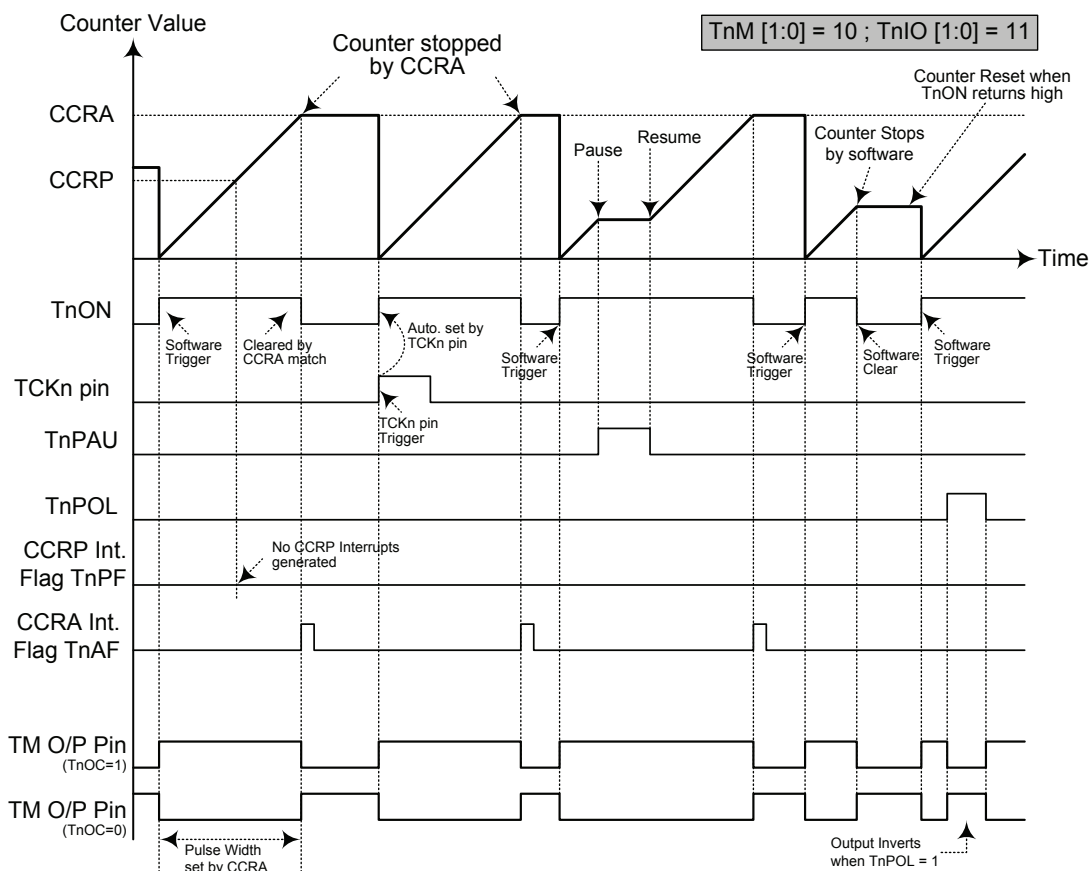 Counter Value
TnM [1:0] = 10 ; TnIO [1:0] = 11
Counter stopped
by CCRA
Counter Reset when
TnON returns high
CCRA
Pause
Resume
Counter Stops
by software
CCRP
Time
TnON
Software
Trigger
Cleared by
CCRA match
Auto. set by
TCKn pin
Software
Trigger
Software
Trigger
Software
Clear
Software
Trigger
TCKn pin
TCKn pin
Trigger
TnPAU
TnPOL
CCRP Int.
Flag TnPF
No CCRP Interrupts
generated
CCRA Int.
Flag TnAF
TM O/P Pin
(TnOC=1)
TM O/P Pin
(TnOC=0)
Pulse Width
set by CCRA
Output Inverts
when TnPOL = 1